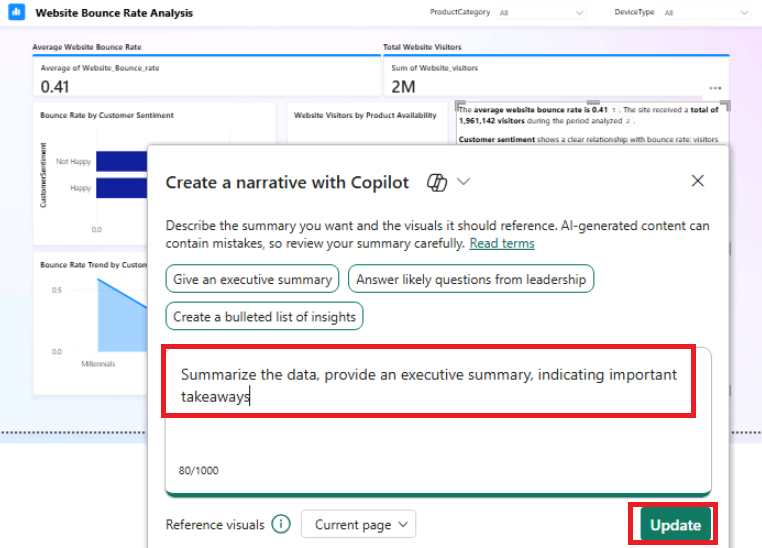 Website Bounce Rate Analysis
ProductCategory All
DeviceType All
Average Website Bounce Rate
Total Website Visitors
Average of Website_Bounce_rate
0.41
Sum of Website_visitors
2M
Bounce Rate by Customer Sentiment
CustomerSentiment
Not Happy
Happy
0.0
Website Visitors by Product Availability
The average website bounce rate is 0.41 1 . The site received a total of
1,961,142 visitors during the period analyzed 2 .
Customer sentiment shows a clear relationship with bounce rate: visitors
Bounce Rate Trend by Custom
0.5
0.0
Millennials
Create a narrative with Copilot
Describe the summary you want and the visuals it should reference. AI-generated content can
contain mistakes, so review your summary carefully. Read terms
Give an executive summary
Answer likely questions from leadership
Create a bulleted list of insights
Summarize the data, provide an executive summary, indicating important
takeaways
80/1000
Reference visuals
Current page
Update